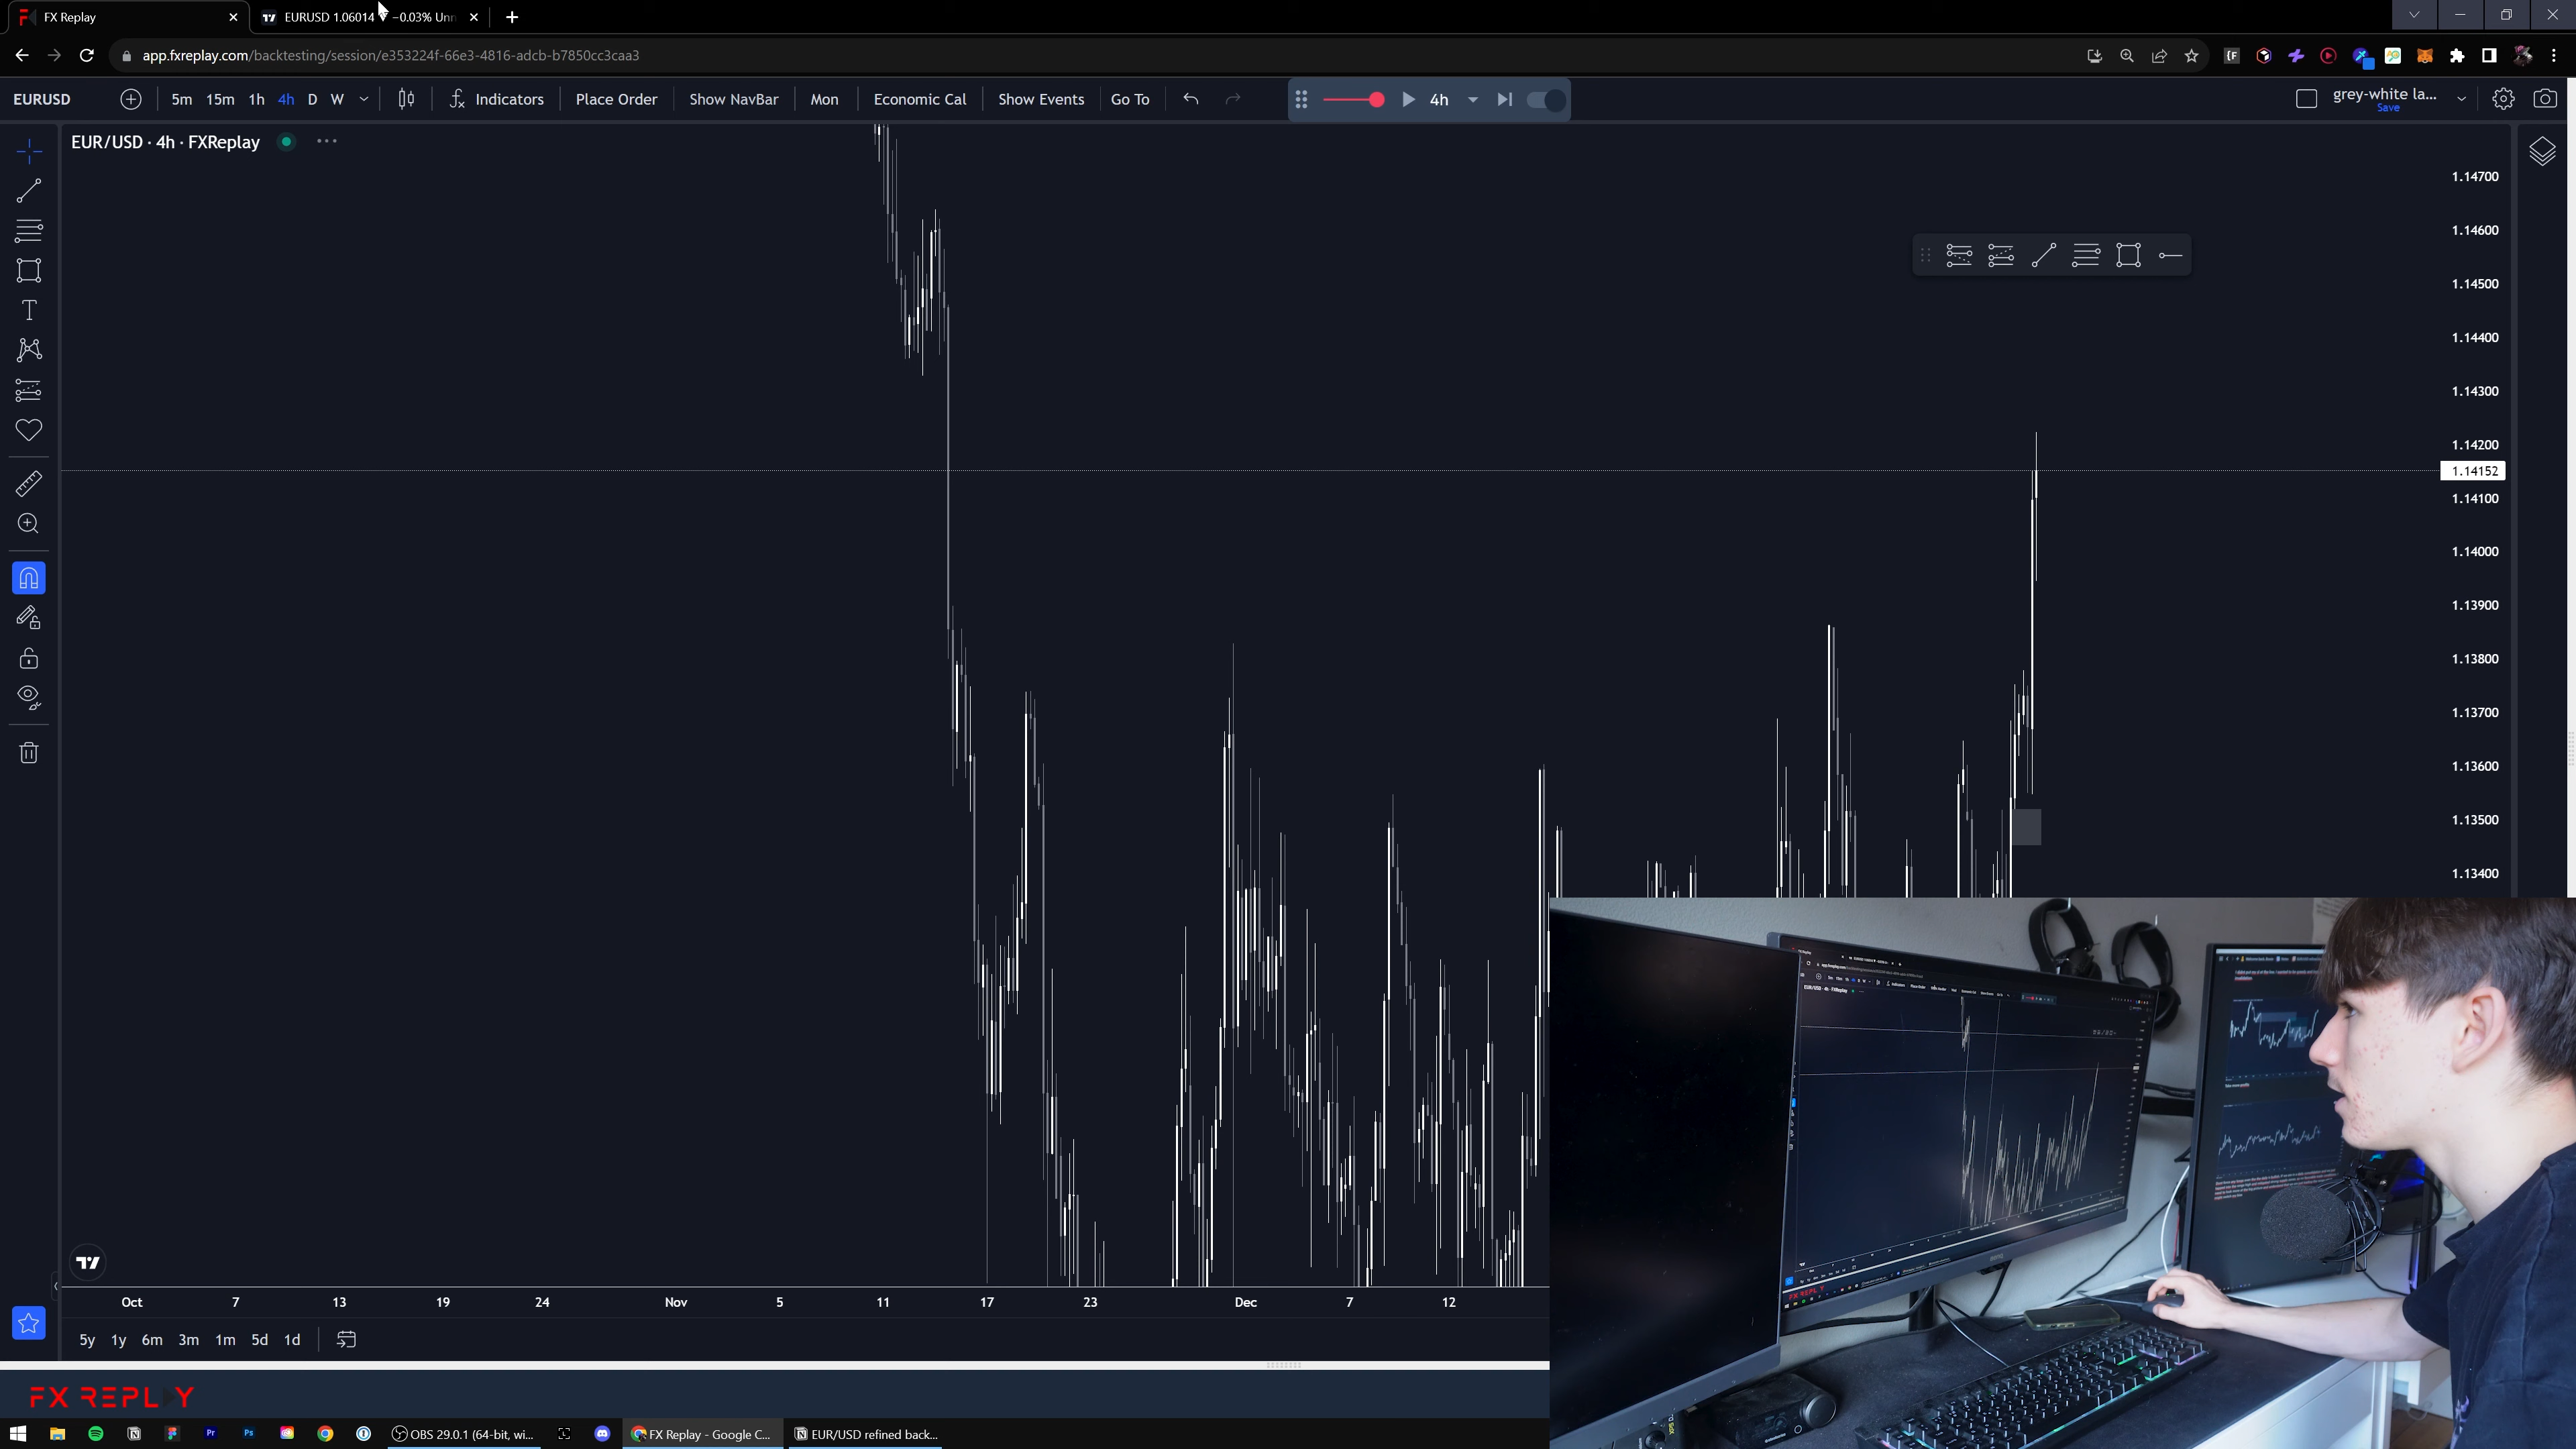 FX Replay
EURUSD 1.06014 ▼ −0.03% Unn
app.fxreplay.com/backtesting/session/e353224f-66e3-4816-adcb-b7850cc3caa3
EURUSD 5m 15m 1h 4h D W Indicators Place Order Show NavBar Mon Economic Cal Show Events Go To 4h grey-white la...
Save
EUR/USD · 4h · FXReplay
1.14700
1.14600
1.14500
1.14400
1.14300
1.14200
1.14152
1.14100
1.14000
1.13900
1.13800
1.13700
1.13600
1.13500
1.13400
Oct 7 13 19 24 Nov 5 11 17 23 Dec 7 12
5y 1y 6m 3m 1m 5d 1d
FX REPLAY
OBS 29.0.1 (64-bit, wi... FX Replay - Google C... EUR/USD refined back...